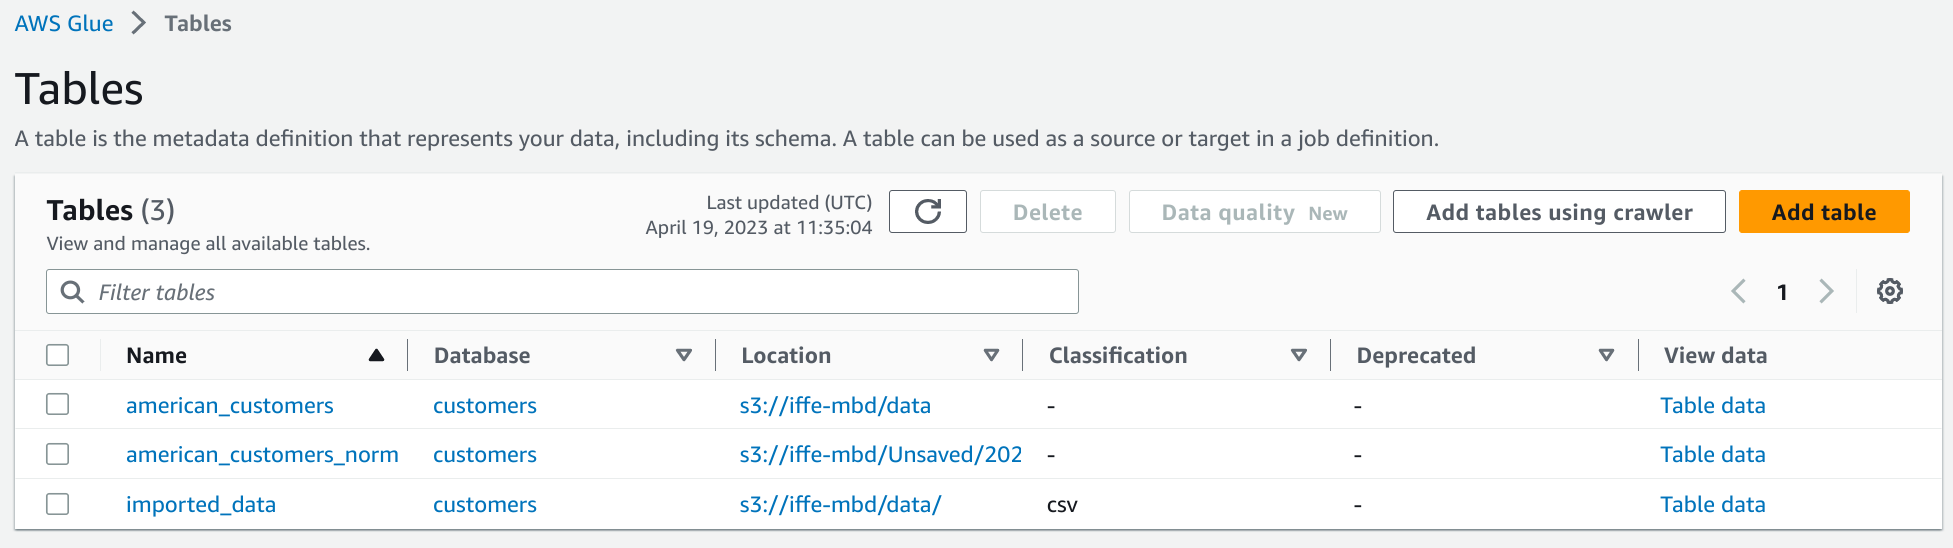 AWS Glue > Tables
Tables
A table is the metadata definition that represents your data, including its schema. A table can be used as a source or target in a job definition.
Tables (3)
View and manage all available tables.
Last updated (UTC)
April 19, 2023 at 11:35:04
Delete
Data quality New
Add tables using crawler
Add table
Filter tables
1
Name Database Location Classification Deprecated View data
american_customers customers s3://iffe-mbd/data - - Table data
american_customers_norm customers s3://iffe-mbd/Unsaved/202 - - Table data
imported_data customers s3://iffe-mbd/data/ csv - Table data